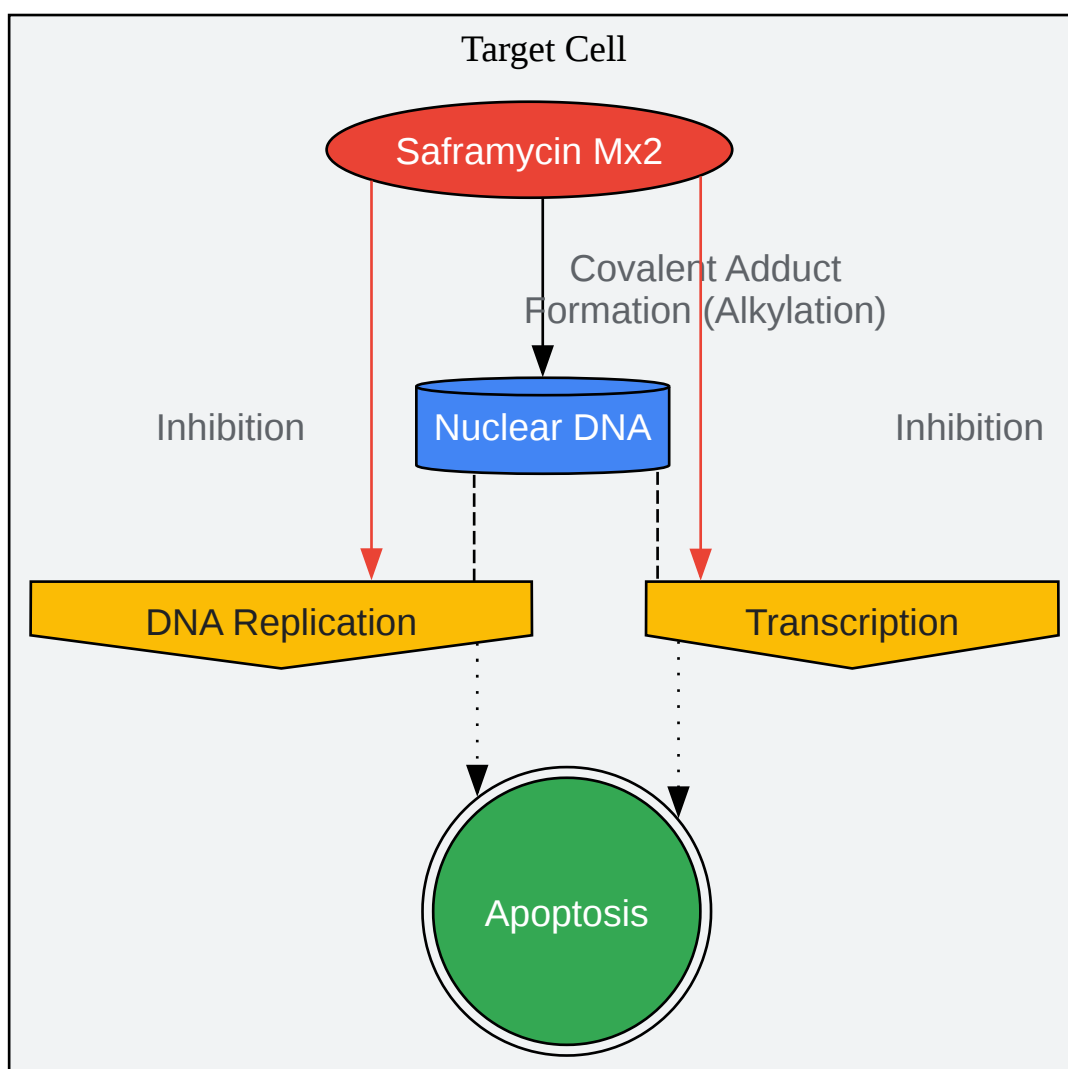 Target Cell
Saframycin Mx2
Covalent Adduct
Formation (Alkylation)
Nuclear DNA
Inhibition
Inhibition
DNA Replication
Transcription
Apoptosis